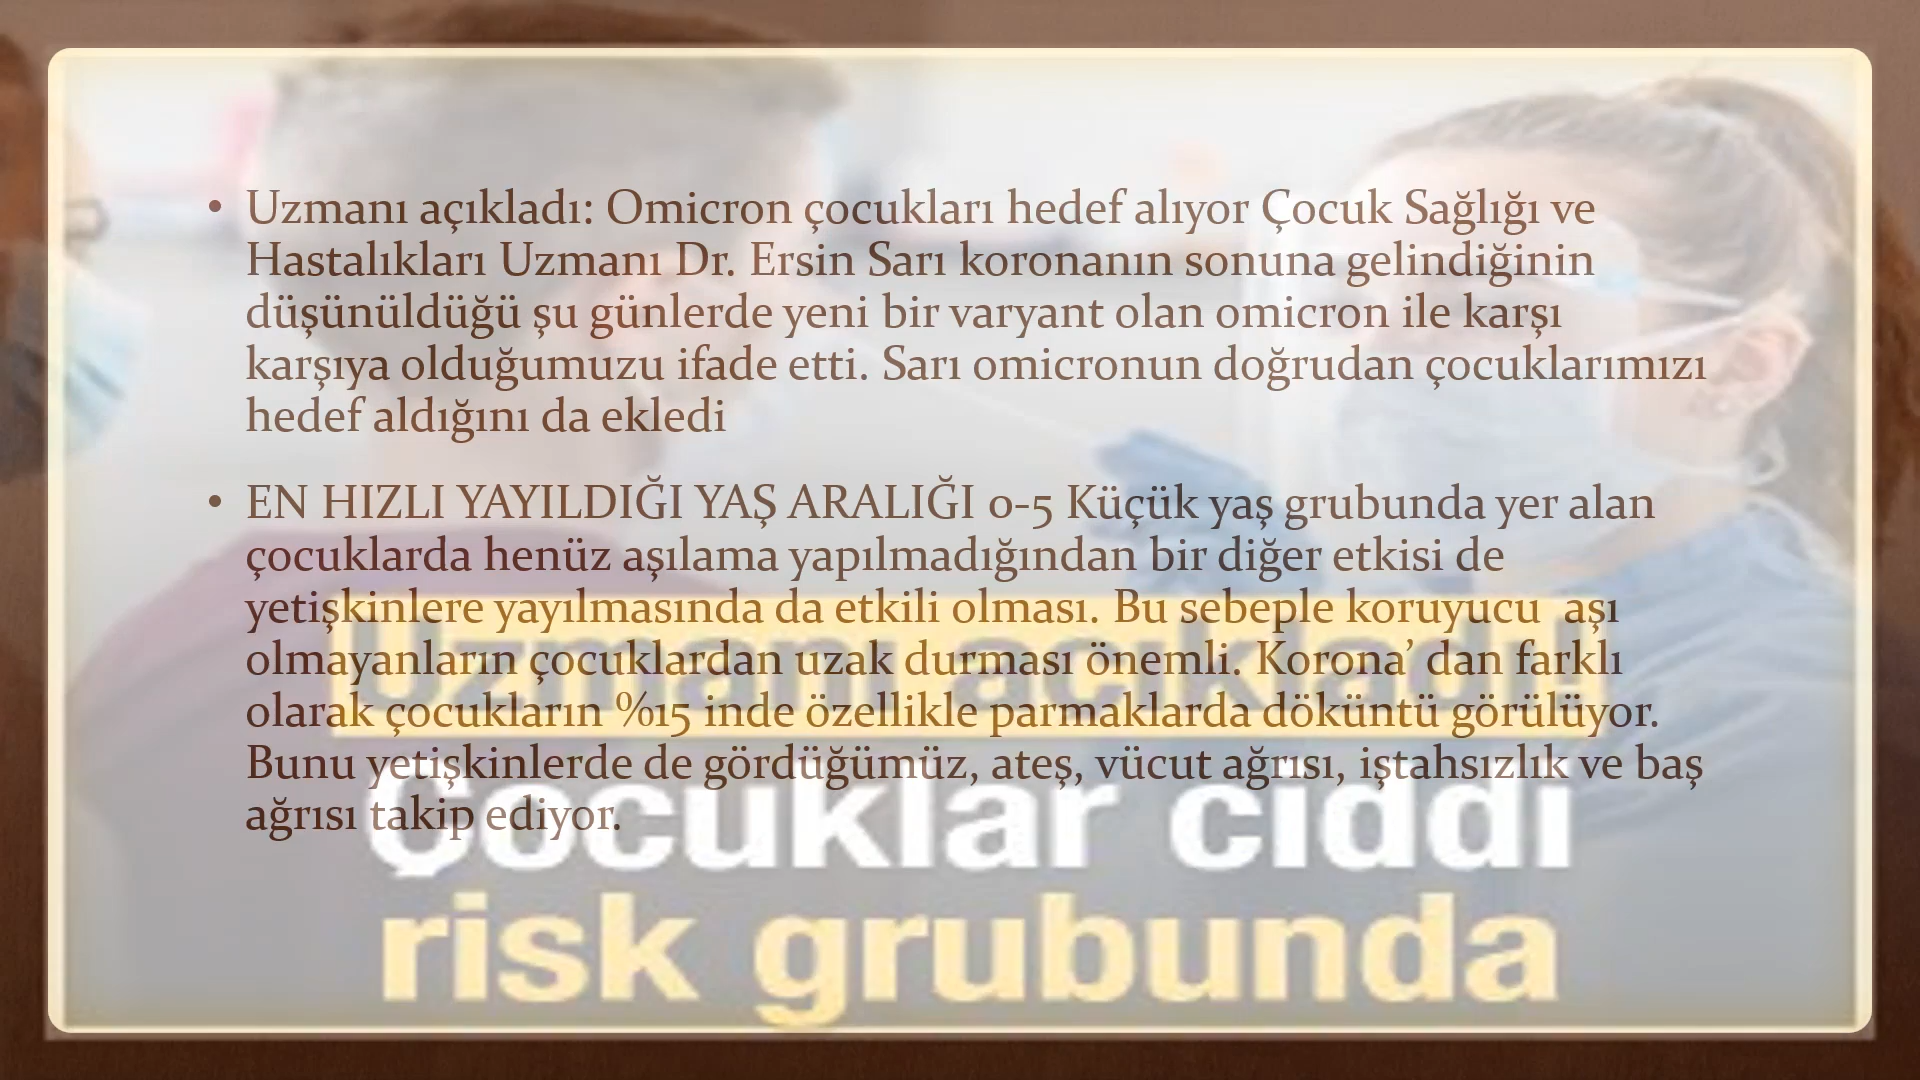 • Uzmanı açıkladı: Omicron çocukları hedef alıyor Çocuk Sağlığı ve
Hastalıkları Uzmanı Dr. Ersin Sarı koronanın sonuna gelindiğinin
düşünüldüğü şu günlerde yeni bir varyant olan omicron ile karşı
karşıya olduğumuzu ifade etti. Sarı omicronun doğrudan çocuklarımızı
hedef aldığını da ekledi
• EN HIZLI YAYILDIĞI YAŞ ARALIĞI 0-5 Küçük yaş grubunda yer alan
çocuklarda henüz aşılama yapılmadığından bir diğer etkisi de
yetişkinlere yayılmasında da etkili olması. Bu sebeple koruyucu  aşı
olmayanların çocuklardan uzak durması önemli. Korona’ dan farklı
olarak çocukların %15 inde özellikle parmaklarda döküntü görülüyor.
Bunu yetişkinlerde de gördüğümüz, ateş, vücut ağrısı, iştahsızlık ve baş
ağrısı takip ediyor.
Uzmanı açıkladı!
Çocuklar ciddi
risk grubunda